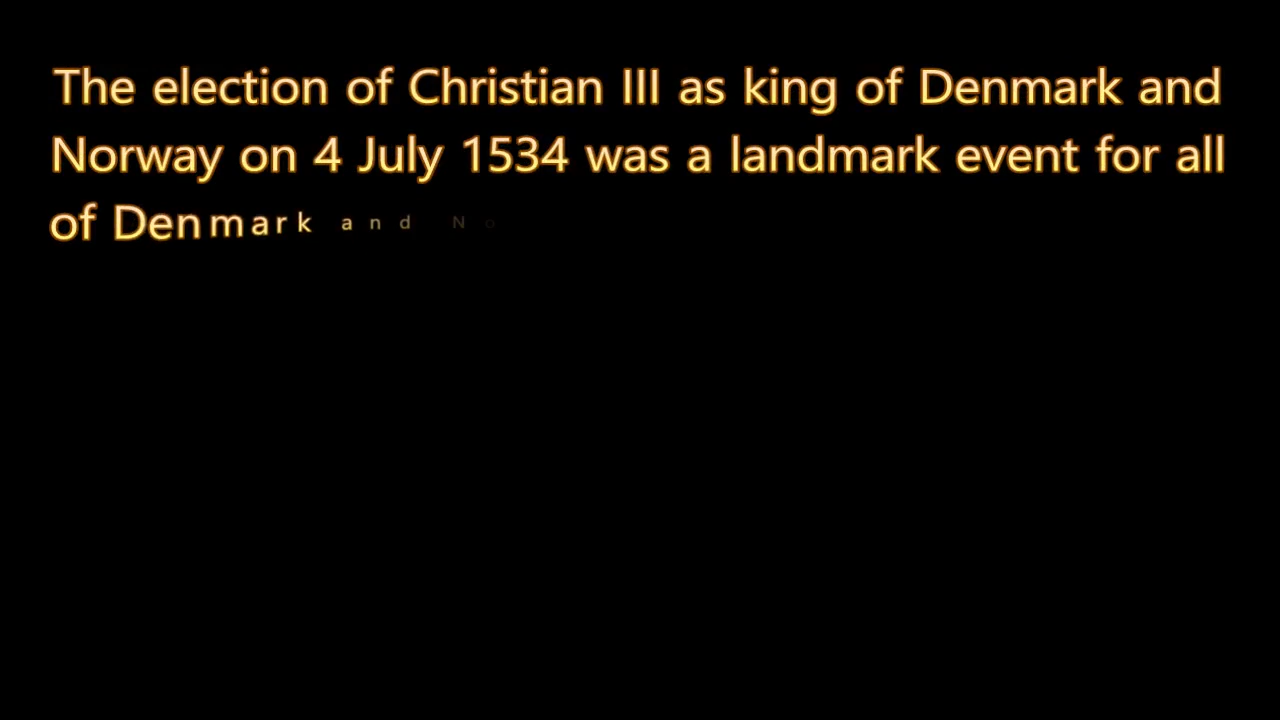 The election of Christian III as king of Denmark and
Norway on 4 July 1534 was a landmark event for all
of Denmark and No